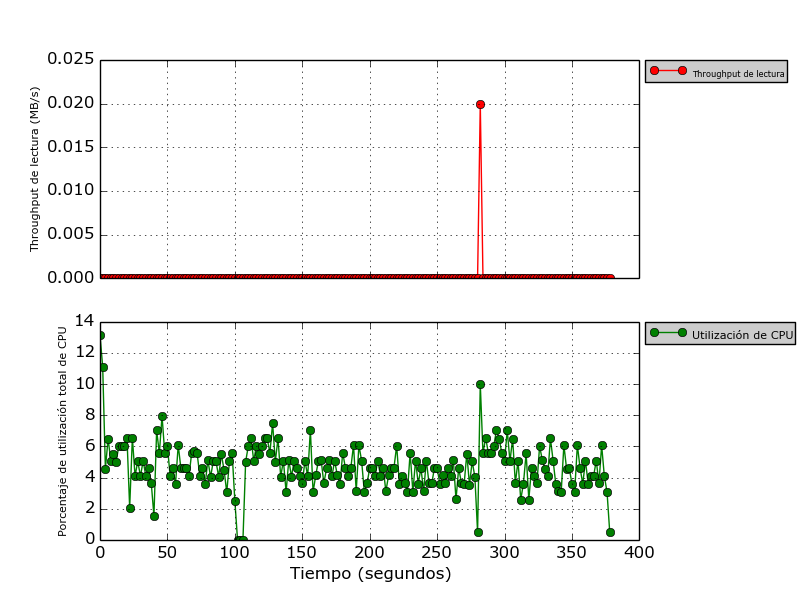 0.025
0.020
0.015
0.010
0.005
0.000
Throughput de lectura (MB/s)
Throughput de lectura
14
12
10
8
6
4
2
0
Porcentaje de utilización total de CPU
Utilización de CPU
0 50 100 150 200 250 300 350 400
Tiempo (segundos)